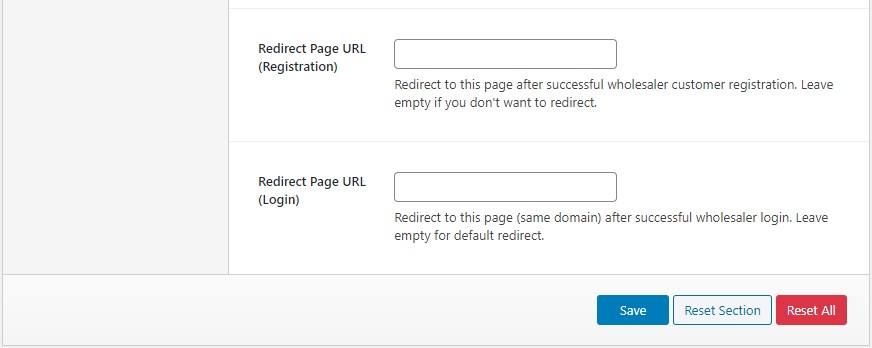 Redirect Page URL
(Registration)
Redirect to this page after successful wholesaler customer registration. Leave
empty if you don't want to redirect.
Redirect Page URL
(Login)
Redirect to this page (same domain) after successful wholesaler login. Leave
empty for default redirect.
Save Reset Section Reset All